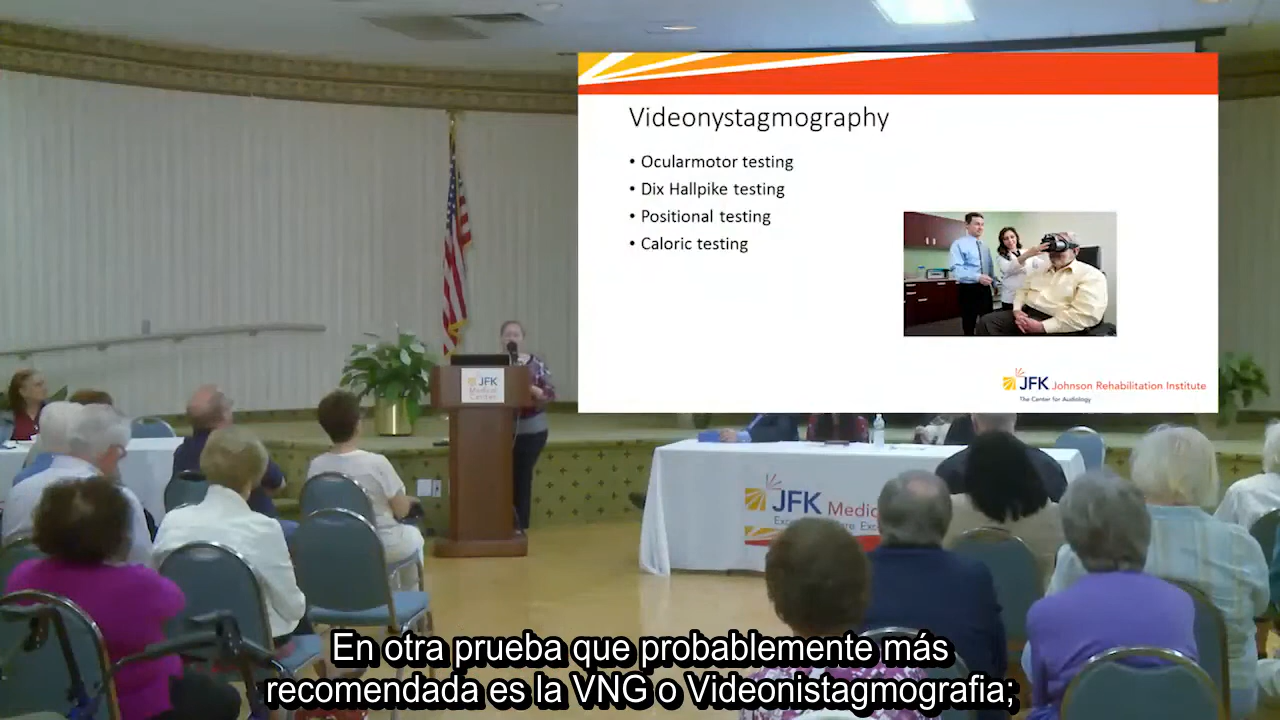 Videonystagmography
• Ocularmotor testing
• Dix Hallpike testing
• Positional testing
• Caloric testing
JFK Johnson Rehabilitation Institute
The Center for Audiology
JFK
Medical
Center
JFK Medic
En otra prueba que probablemente más
recomendada es la VNG o Videonistagmografia;